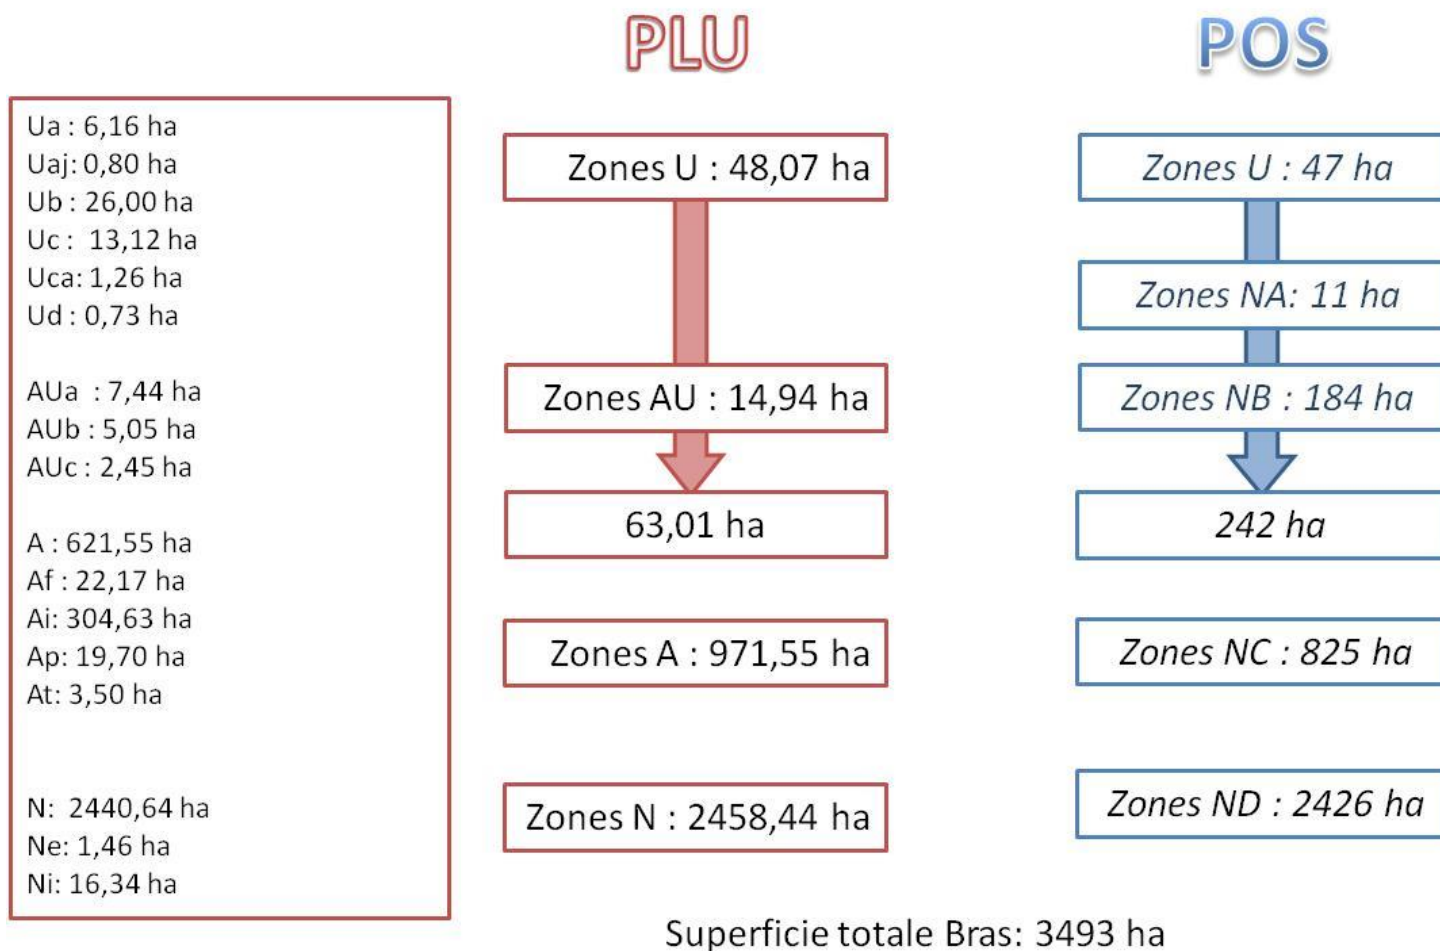 PLU
POS
Ua : 6,16 ha
Uaj: 0,80 ha
Ub : 26,00 ha
Uc : 13,12 ha
Uca: 1,26 ha
Ud : 0,73 ha
AUa : 7,44 ha
AUb : 5,05 ha
AUc : 2,45 ha
A : 621,55 ha
Af : 22,17 ha
Ai: 304,63 ha
Ap: 19,70 ha
At: 3,50 ha
N: 2440,64 ha
Ne: 1,46 ha
Ni: 16,34 ha
Zones U : 48,07 ha
Zones AU : 14,94 ha
63,01 ha
Zones A : 971,55 ha
Zones N : 2458,44 ha
Zones U : 47 ha
Zones NA: 11 ha
Zones NB : 184 ha
242 ha
Zones NC : 825 ha
Zones ND : 2426 ha
Superficie totale Bras: 3493 ha